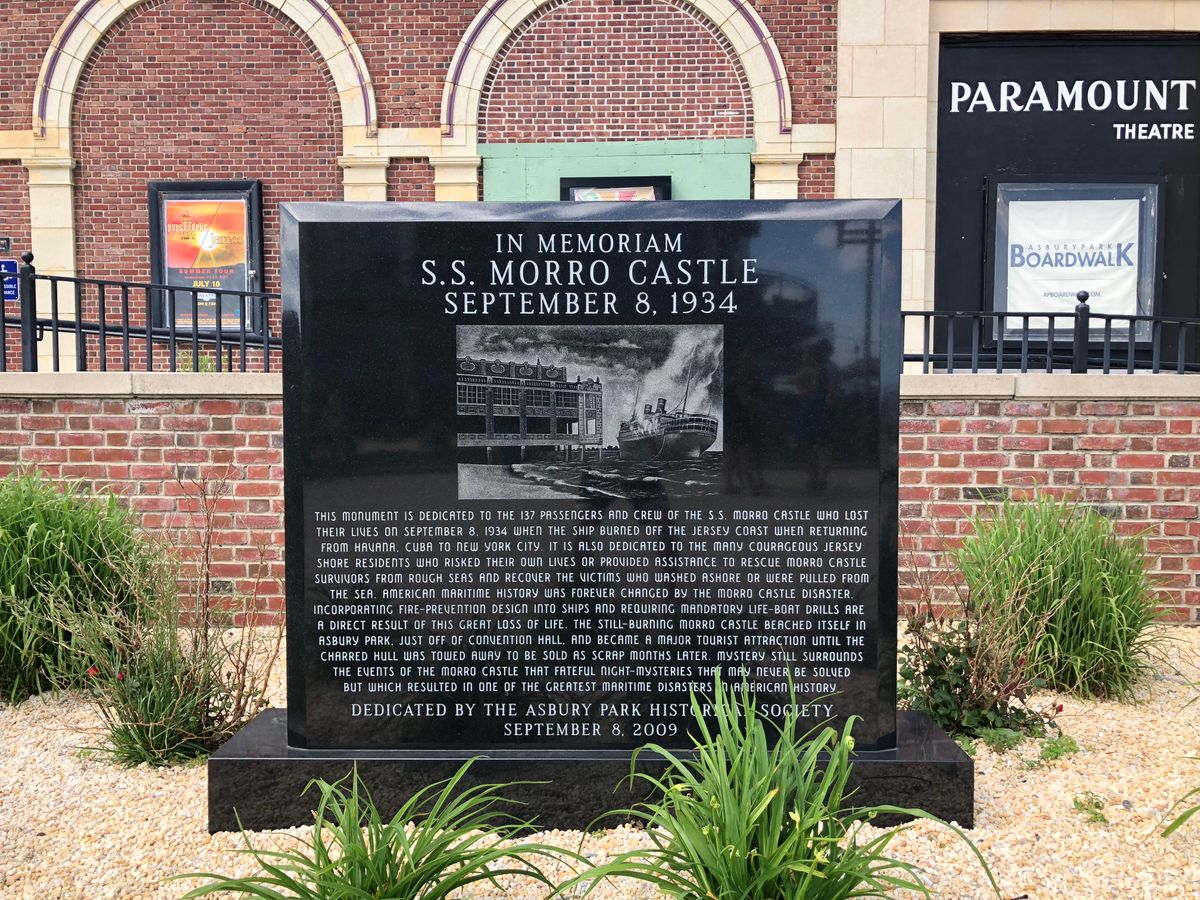 PARAMOUNT
THEATRE
ASBURY PARK
BOARDWALK
APBOARDWALK.COM
SUMMER TOUR
JULY 10
IN MEMORIAM
S.S. MORRO CASTLE
SEPTEMBER 8, 1934
THIS MONUMENT IS DEDICATED TO THE 137 PASSENGERS AND CREW OF THE S.S. MORRO CASTLE WHO LOST
THEIR LIVES ON SEPTEMBER 8, 1934 WHEN THE SHIP BURNED OFF THE JERSEY COAST WHEN RETURNING
FROM HAVANA, CUBA TO NEW YORK CITY. IT IS ALSO DEDICATED TO THE MANY COURAGEOUS JERSEY
SHORE RESIDENTS WHO RISKED THEIR OWN LIVES OR PROVIDED ASSISTANCE TO RESCUE MORRO CASTLE
SURVIVORS FROM ROUGH SEAS AND RECOVER THE VICTIMS WHO WASHED ASHORE OR WERE PULLED FROM
THE SEA. AMERICAN MARITIME HISTORY WAS FOREVER CHANGED BY THE MORRO CASTLE DISASTER.
INCORPORATING FIRE-PREVENTION DESIGN INTO SHIPS AND REQUIRING MANDATORY LIFE-BOAT DRILLS ARE
A DIRECT RESULT OF THIS GREAT LOSS OF LIFE. THE STILL-BURNING MORRO CASTLE BEACHED ITSELF IN
ASBURY PARK, JUST OFF OF CONVENTION HALL, AND BECAME A MAJOR TOURIST ATTRACTION UNTIL THE
CHARRED HULL WAS TOWED AWAY TO BE SOLD AS SCRAP MONTHS LATER. MYSTERY STILL SURROUNDS
THE EVENTS OF THE MORRO CASTLE THAT FATEFUL NIGHT-MYSTERIES THAT MAY NEVER BE SOLVED
BUT WHICH RESULTED IN ONE OF THE GREATEST MARITIME DISASTERS IN AMERICAN HISTORY.
DEDICATED BY THE ASBURY PARK HISTORICAL SOCIETY
SEPTEMBER 8, 2009